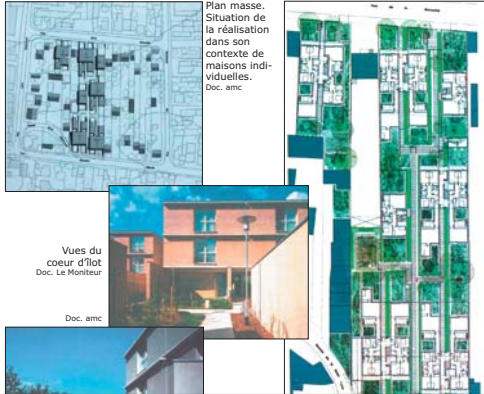 Plan masse.
Situation de
la réalisation
dans son
contexte de
maisons indi-
viduelles.
Doc. amc
Vues du
coeur d'îlot
Doc. Le Moniteur
Doc. amc